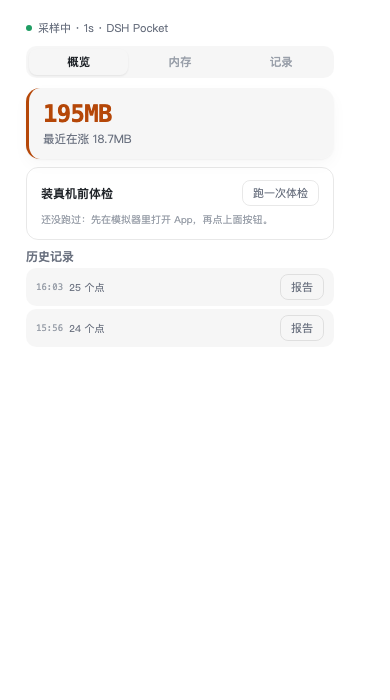 采样中 · 1s · DSH Pocket
概览 内存 记录
195MB
最近在涨 18.7MB
装真机前体检 跑一次体检
还没跑过：先在模拟器里打开 App，再点上面按钮。
历史记录
16:03 25 个点 报告
15:56 24 个点 报告